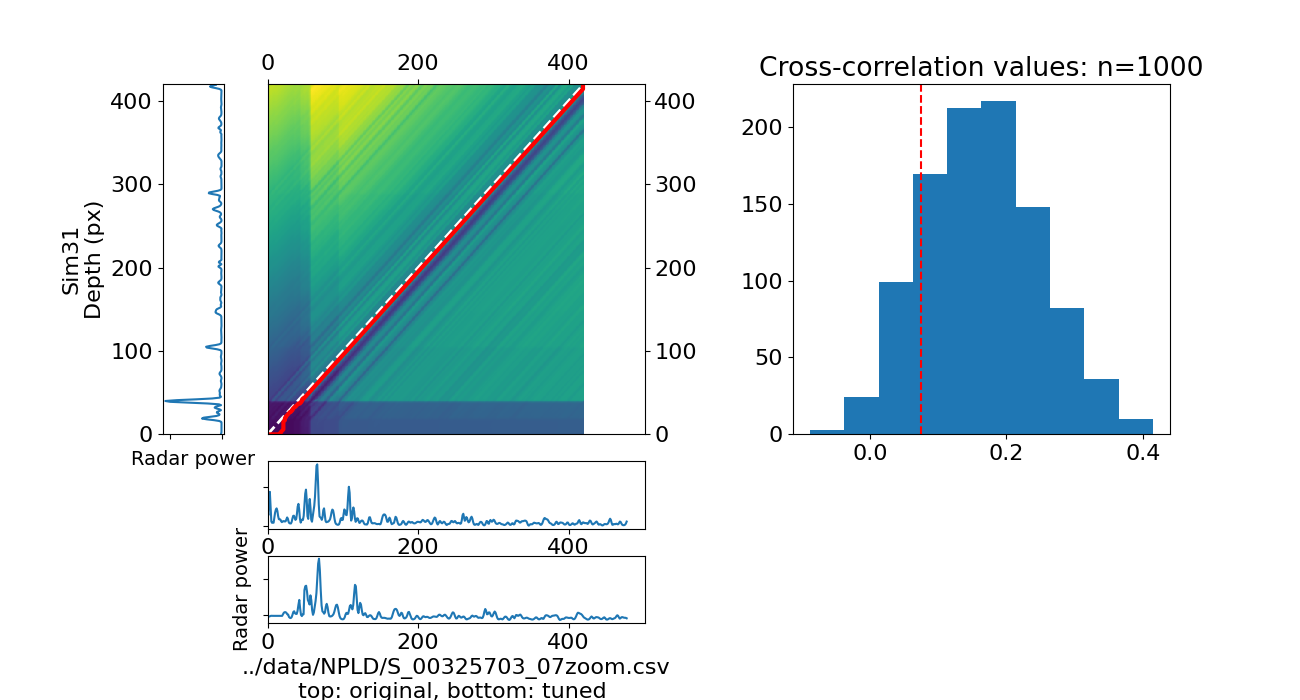 Cross-correlation values: n=1000
0 200 400
400
300
200
100
0
Sim31
Depth (px)
Radar power
400
300
200
100
0
200
150
100
50
0
0.0 0.2 0.4
0 200 400
Radar power
0 200 400
../data/NPLD/S_00325703_07zoom.csv
top: original, bottom: tuned